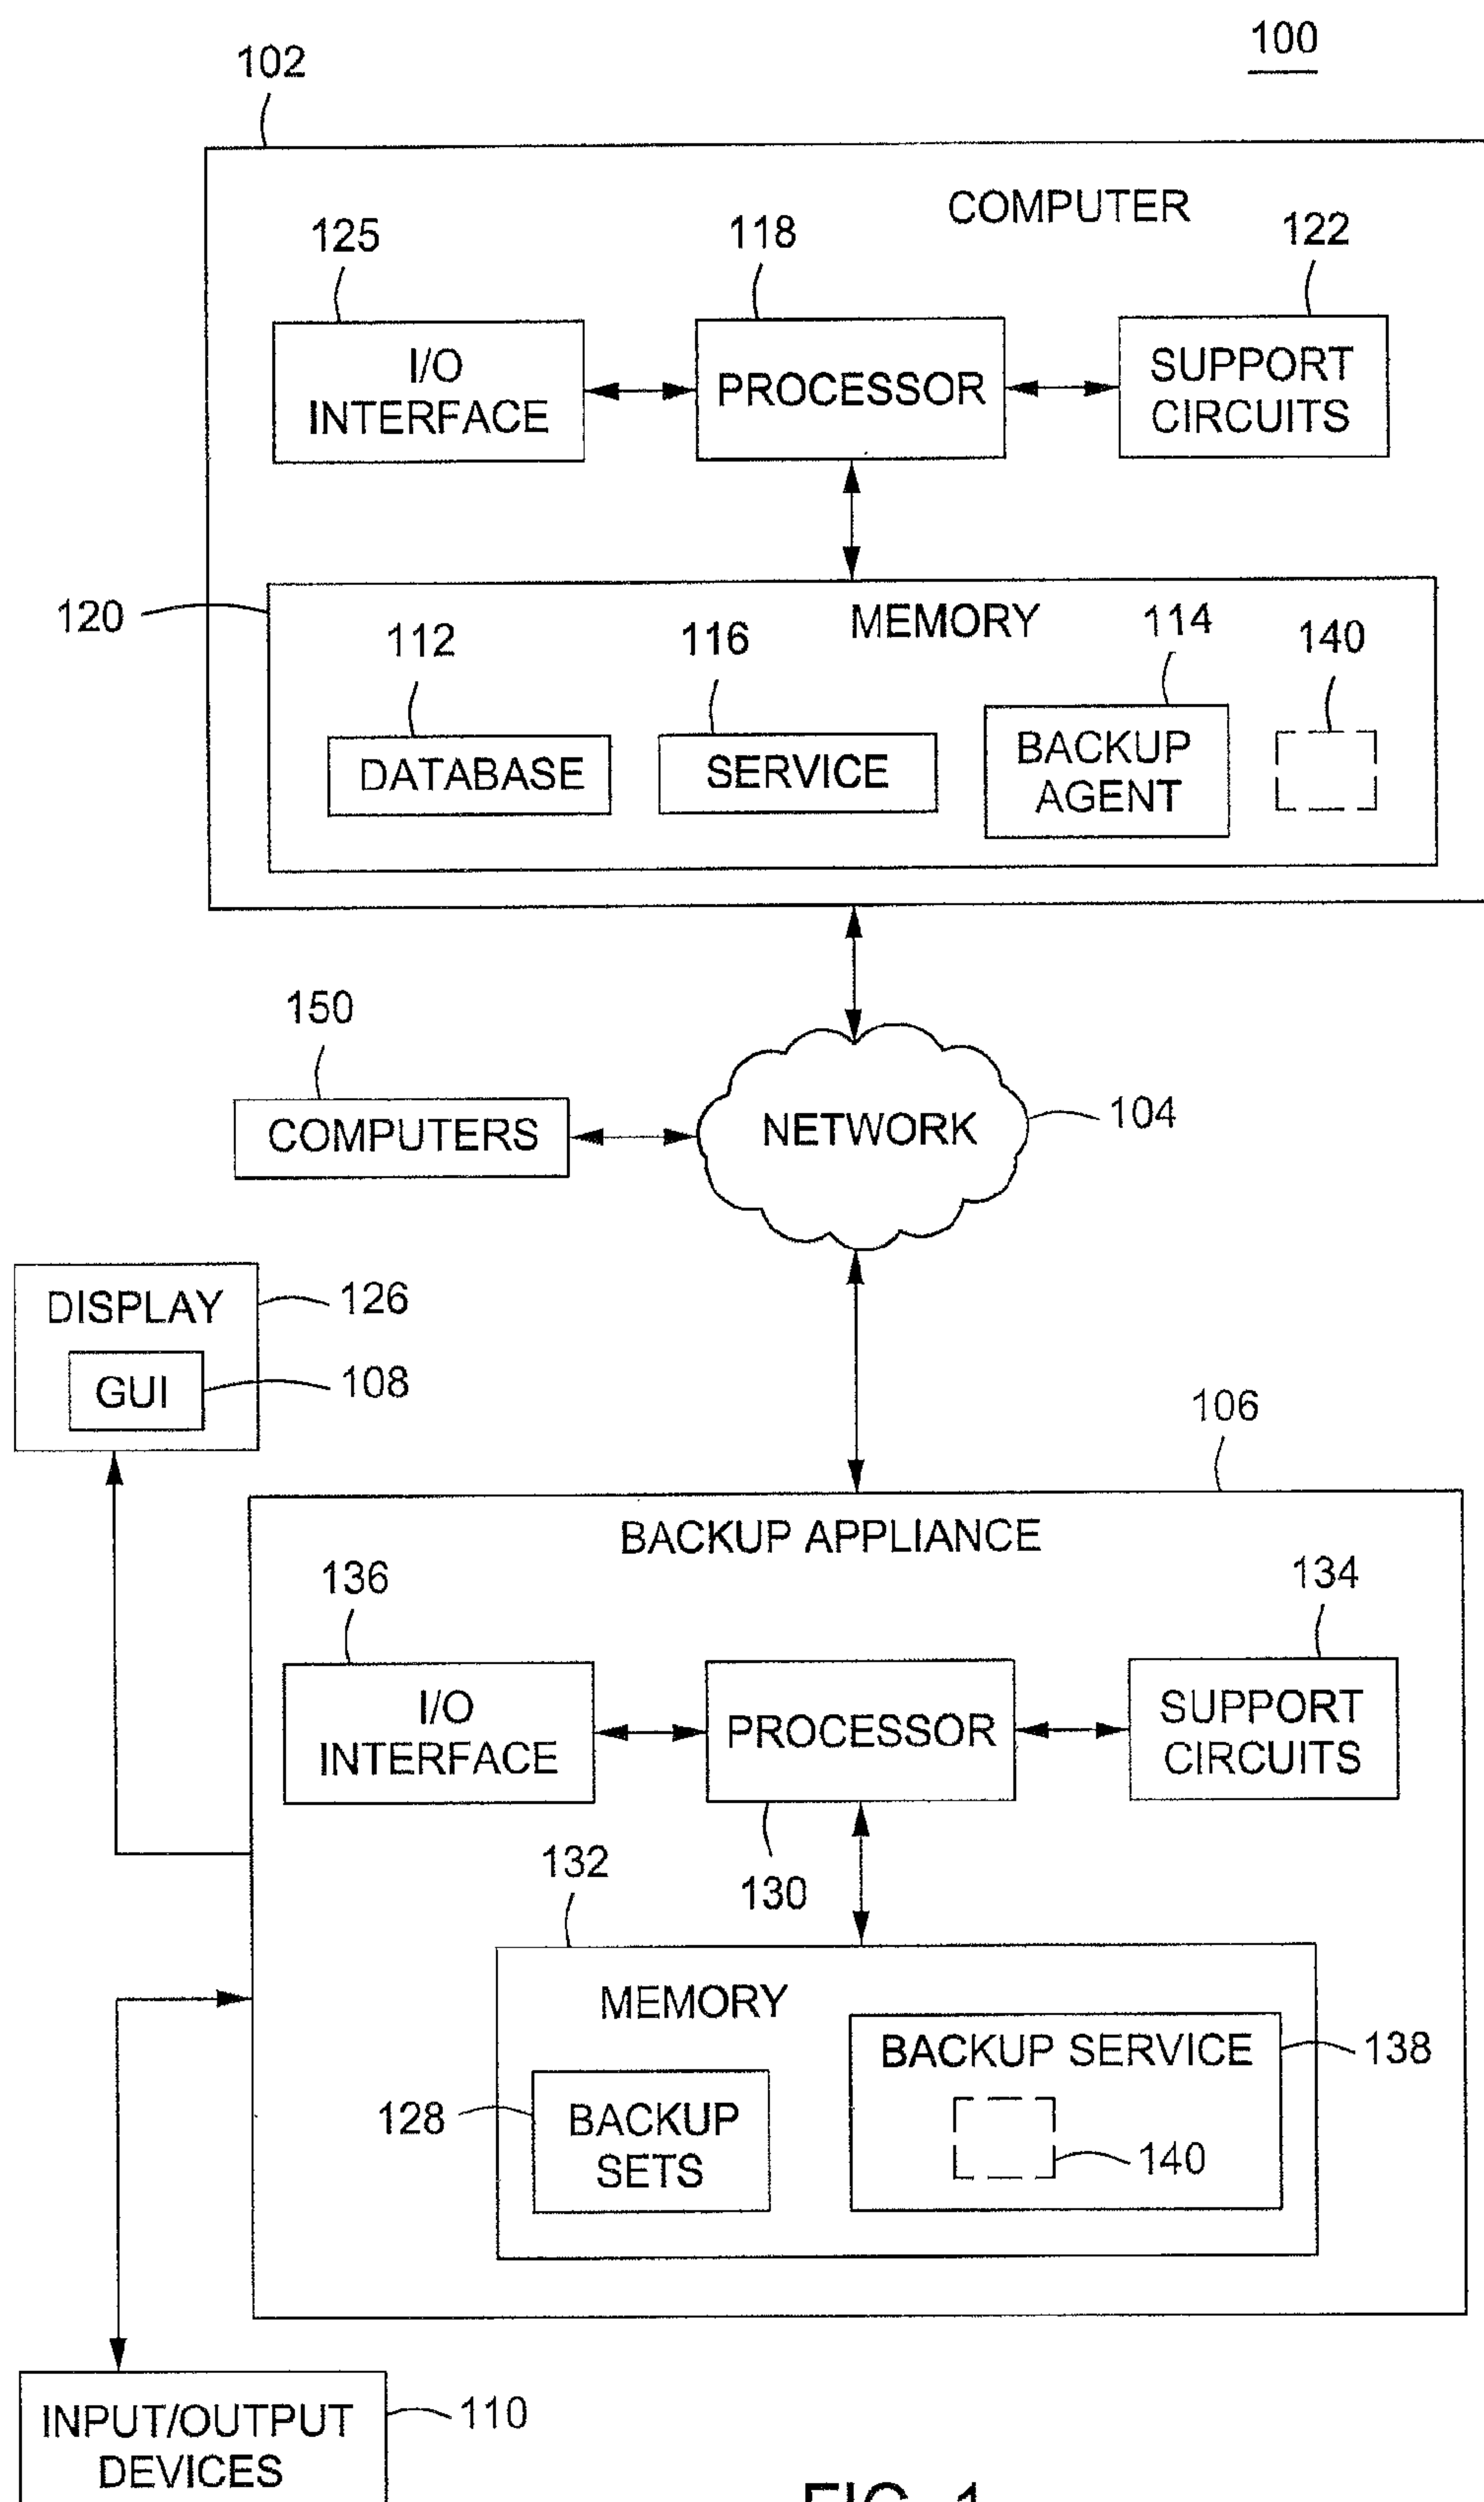 100
102
COMPUTER
125
118
122
I/O
INTERFACE
PROCESSOR
SUPPORT
CIRCUITS
120
MEMORY
112
116
114
140
DATABASE
SERVICE
BACKUP
AGENT
150
COMPUTERS
NETWORK
104
DISPLAY
126
GUI
108
106
BACKUP APPLIANCE
136
134
I/O
INTERFACE
PROCESSOR
SUPPORT
CIRCUITS
130
132
MEMORY
BACKUP SERVICE
138
128
BACKUP
SETS
140
INPUT/OUTPUT
DEVICES
110
FIG. 1